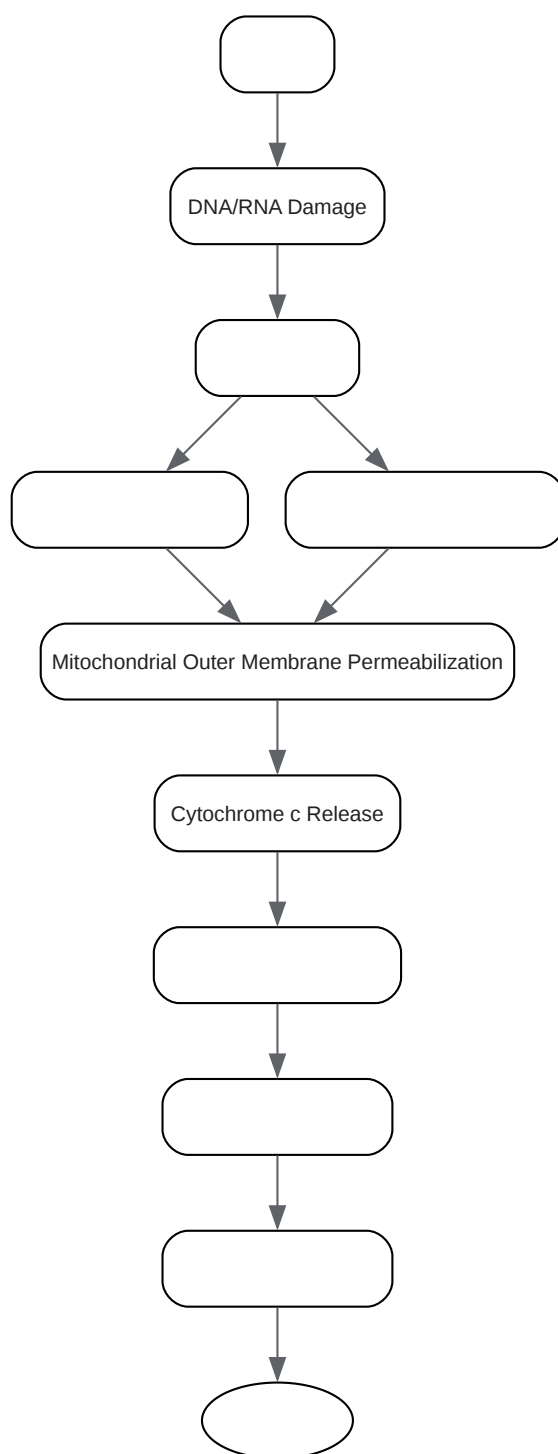 DNA/RNA Damage
Mitochondrial Outer Membrane Permeabilization
Cytochrome c Release